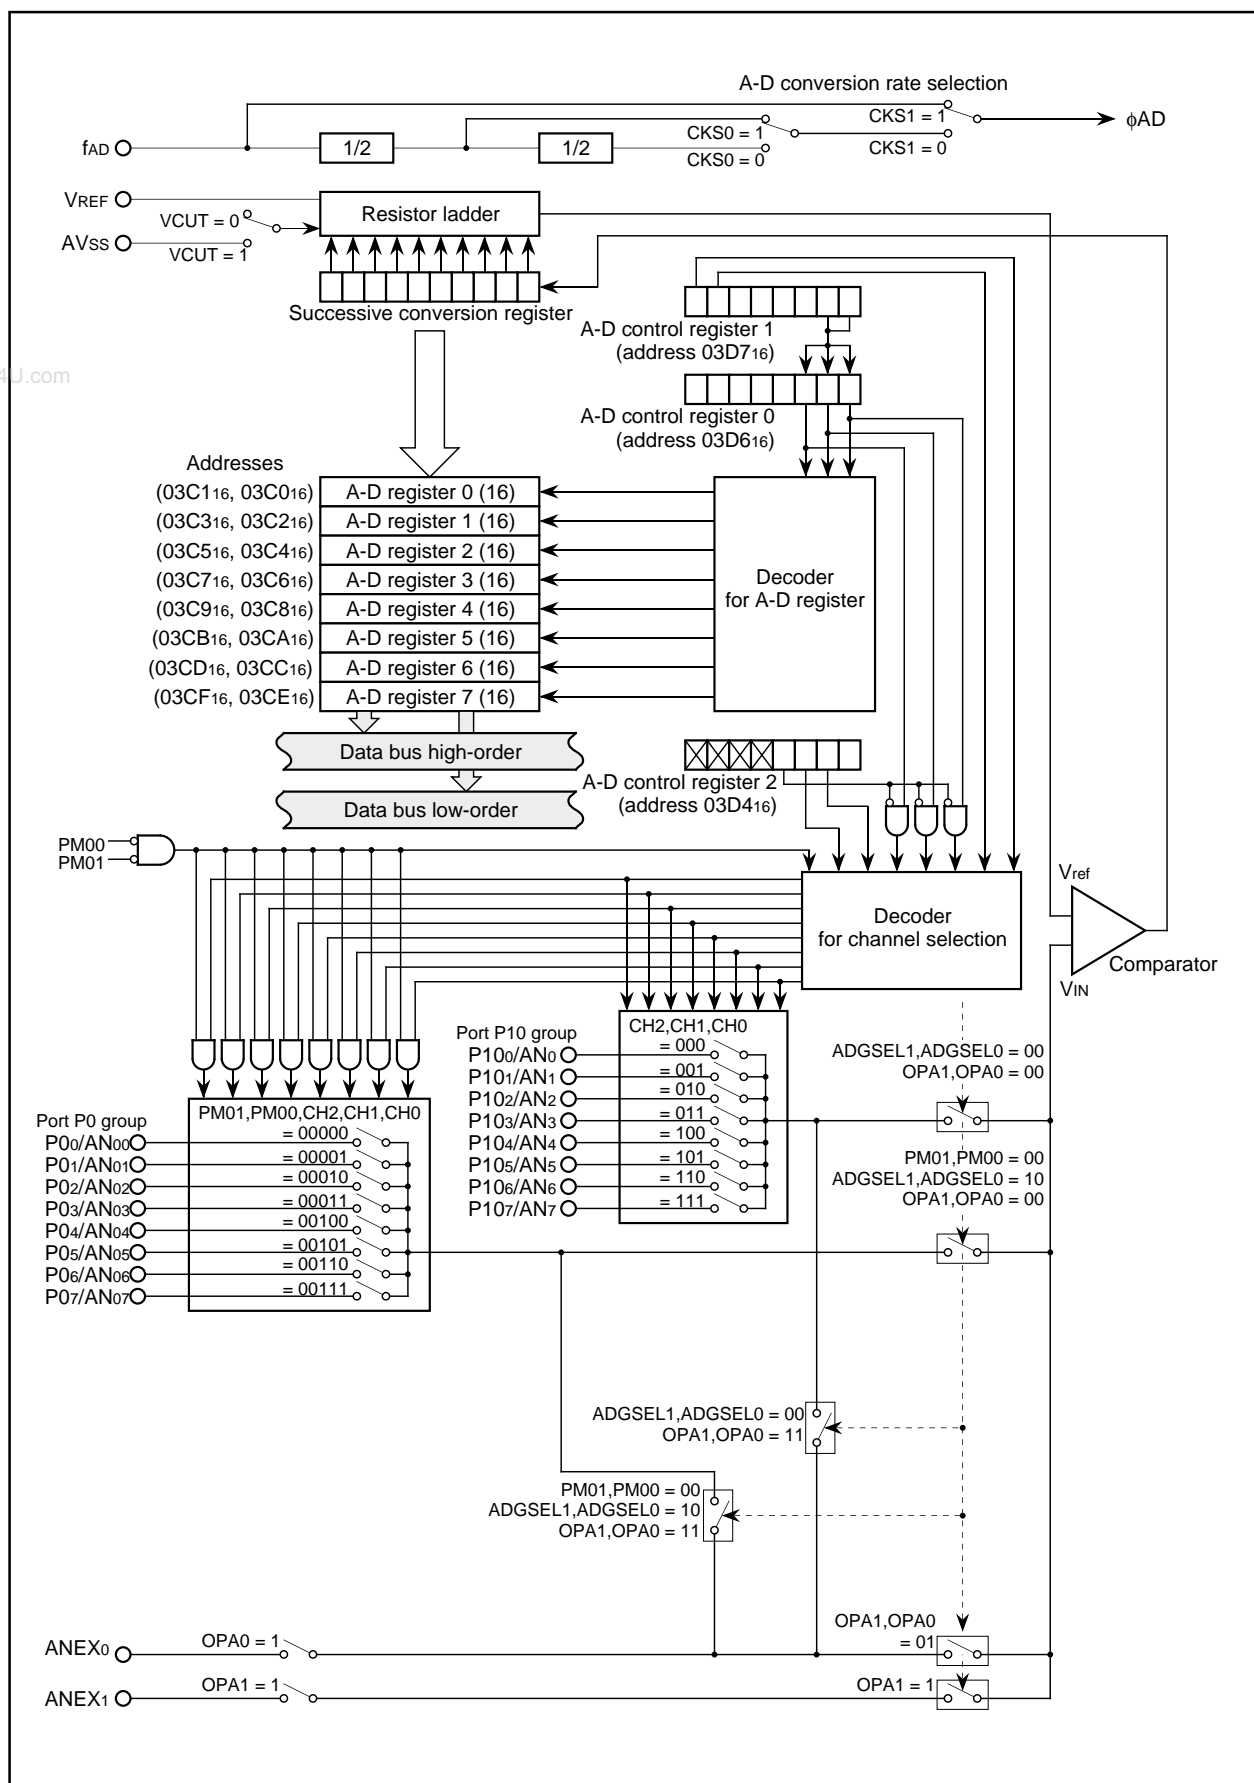 A-D conversion rate selection
CKS1 = 1
φAD
CKS0 = 1
fAD
1/2
1/2
CKS0 = 0
CKS1 = 0
VREF
Resistor ladder
VCUT = 0
AVSS
VCUT = 1
Successive conversion register
A-D control register 1
(address 03D716)
4U.com
A-D control register 0
(address 03D616)
Addresses
(03C116, 03C016)
A-D register 0 (16)
(03C316, 03C216)
A-D register 1 (16)
(03C516, 03C416)
A-D register 2 (16)
(03C716, 03C616)
A-D register 3 (16)
(03C916, 03C816)
A-D register 4 (16)
(03CB16, 03CA16)
A-D register 5 (16)
(03CD16, 03CC16)
A-D register 6 (16)
(03CF16, 03CE16)
A-D register 7 (16)
Decoder
for A-D register
Data bus high-order
Data bus low-order
A-D control register 2
(address 03D416)
PM00
PM01
Decoder
for channel selection
Vref
Comparator
VIN
Port P10 group
CH2,CH1,CH0
P100/AN0
= 000
P101/AN1
= 001
P102/AN2
= 010
P103/AN3
= 011
P104/AN4
= 100
P105/AN5
= 101
P106/AN6
= 110
P107/AN7
= 111
ADGSEL1,ADGSEL0 = 00
OPA1,OPA0 = 00
Port P0 group
PM01,PM00,CH2,CH1,CH0
P00/AN00
= 00000
P01/AN01
= 00001
P02/AN02
= 00010
P03/AN03
= 00011
P04/AN04
= 00100
P05/AN05
= 00101
P06/AN06
= 00110
P07/AN07
= 00111
PM01,PM00 = 00
ADGSEL1,ADGSEL0 = 10
OPA1,OPA0 = 00
ADGSEL1,ADGSEL0 = 00
OPA1,OPA0 = 11
PM01,PM00 = 00
ADGSEL1,ADGSEL0 = 10
OPA1,OPA0 = 11
OPA1,OPA0
= 01
ANEX0
OPA0 = 1
ANEX1
OPA1 = 1
OPA1 = 1